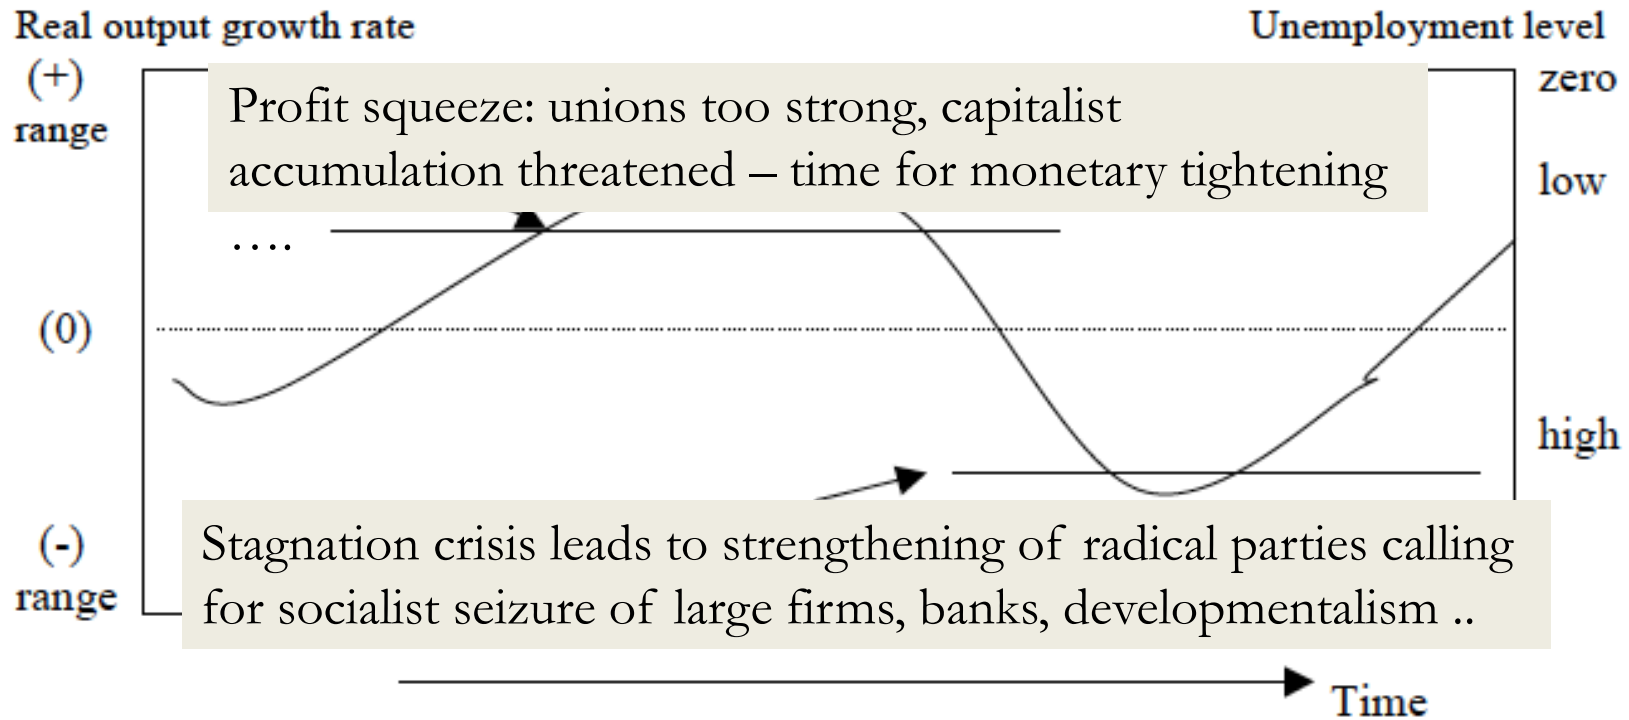 Real output growth rate
Unemployment level
(+)
range
zero
Profit squeeze: unions too strong, capitalist
accumulation threatened – time for monetary tightening
….
low
(0)
high
(-)
range
Stagnation crisis leads to strengthening of radical parties calling
for socialist seizure of large firms, banks, developmentalism ..
Time